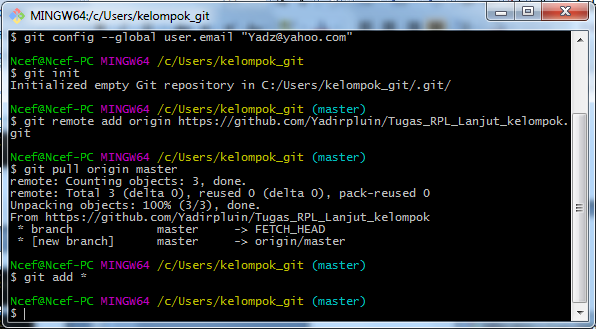 MINGW64:/c/Users/kelompok_git
$ git config --global user.email "Yadz@yahoo.com"
Ncef@Ncef-PC MINGW64 /c/Users/kelompok_git
$ git init
Initialized empty Git repository in C:/Users/kelompok_git/.git/
Ncef@Ncef-PC MINGW64 /c/Users/kelompok_git (master)
$ git remote add origin https://github.com/Yadirpluin/Tugas_RPL_Lanjut_kelompok.
git
Ncef@Ncef-PC MINGW64 /c/Users/kelompok_git (master)
$ git pull origin master
remote: Counting objects: 3, done.
remote: Total 3 (delta 0), reused 0 (delta 0), pack-reused 0
Unpacking objects: 100% (3/3), done.
From https://github.com/Yadirpluin/Tugas_RPL_Lanjut_kelompok
 * branch            master     -> FETCH_HEAD
 * [new branch]      master     -> origin/master
Ncef@Ncef-PC MINGW64 /c/Users/kelompok_git (master)
$ git add *
Ncef@Ncef-PC MINGW64 /c/Users/kelompok_git (master)
$